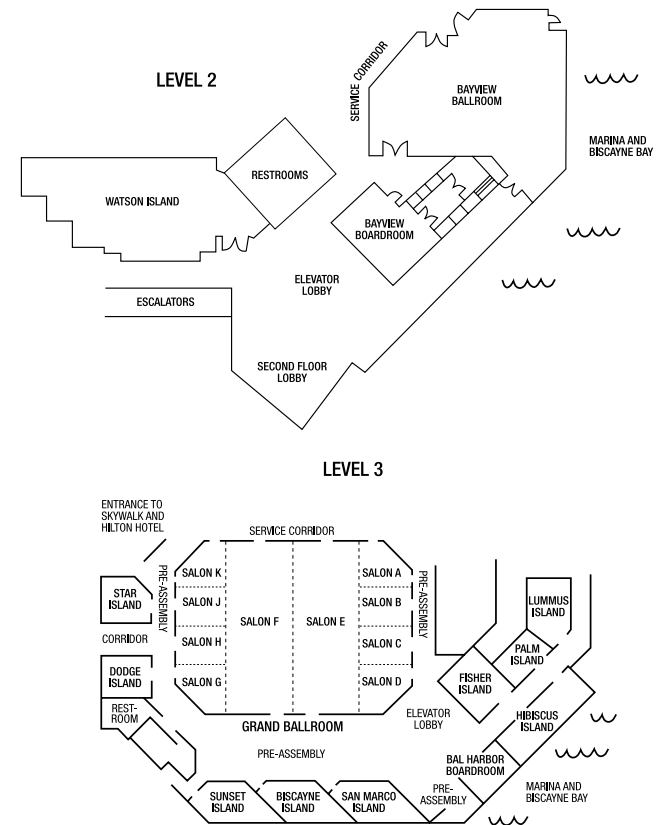 LEVEL 2
SERVICE CORRIDOR
BAYVIEW
BALLROOM
MARINA AND
BISCAYNE BAY
RESTROOMS
WATSON ISLAND
BAYVIEW
BOARDROOM
ELEVATOR
LOBBY
ESCALATORS
SECOND FLOOR
LOBBY
LEVEL 3
ENTRANCE TO
SKYWALK AND
HILTON HOTEL
SERVICE CORRIDOR
STAR
ISLAND
PRE-ASSEMBLY
SALON K
SALON J
SALON H
SALON G
SALON F
SALON E
SALON A
SALON B
SALON C
SALON D
PRE-ASSEMBLY
LUMMUS
ISLAND
PALM
ISLAND
FISHER
ISLAND
CORRIDOR
DODGE
ISLAND
REST-
ROOM
GRAND BALLROOM
ELEVATOR
LOBBY
HIBISCUS
ISLAND
PRE-ASSEMBLY
BAL HARBOR
BOARDROOM
SUNSET
ISLAND
BISCAYNE
ISLAND
SAN MARCO
ISLAND
PRE-
ASSEMBLY
MARINA AND
BISCAYNE BAY